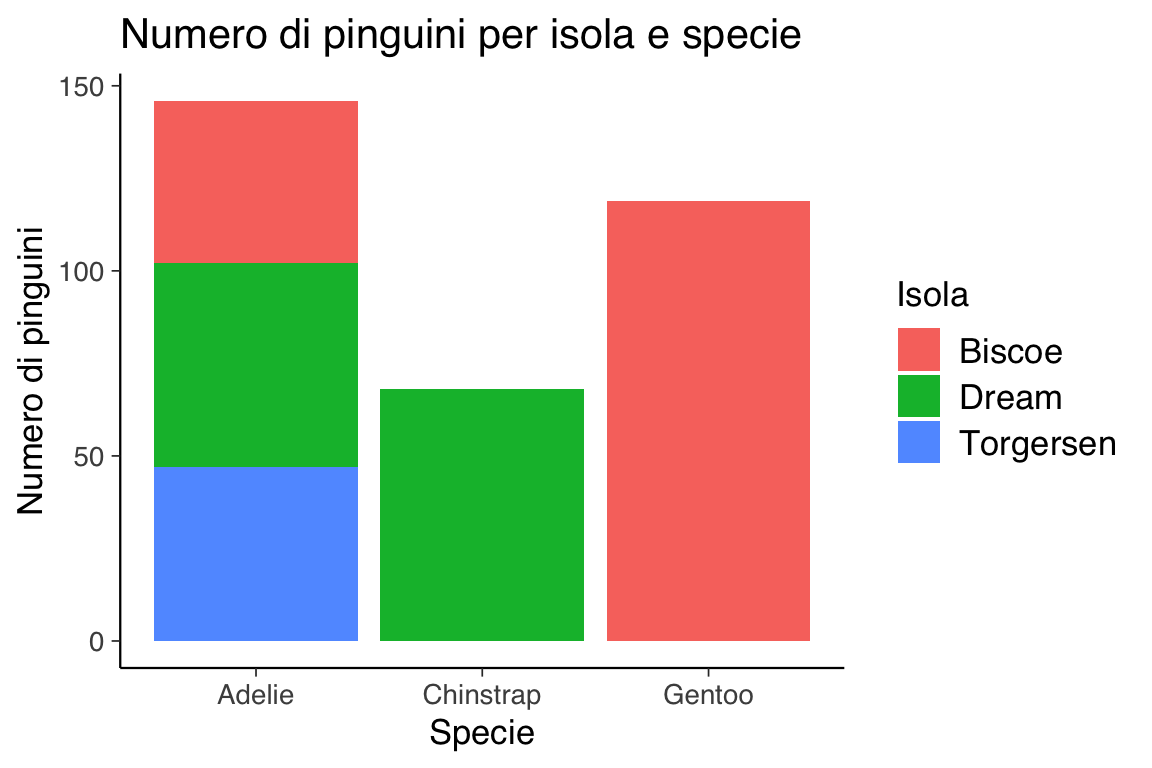 Numero di pinguini per isola e specie
Numero di pinguini
150
100
50
0
Adelie Chinstrap Gentoo
Specie
Isola
Biscoe
Dream
Torgersen